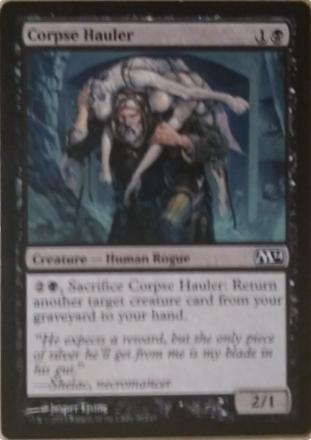 Corpse Hauler 1
Creature — Human Rogue M14
2, Sacrifice Corpse Hauler: Return
another target creature card from your
graveyard to your hand.
"He expects a reward, but the only piece
of silver he'll get from me is my blade in
his gut."
—Shelac, necromancer
2/1